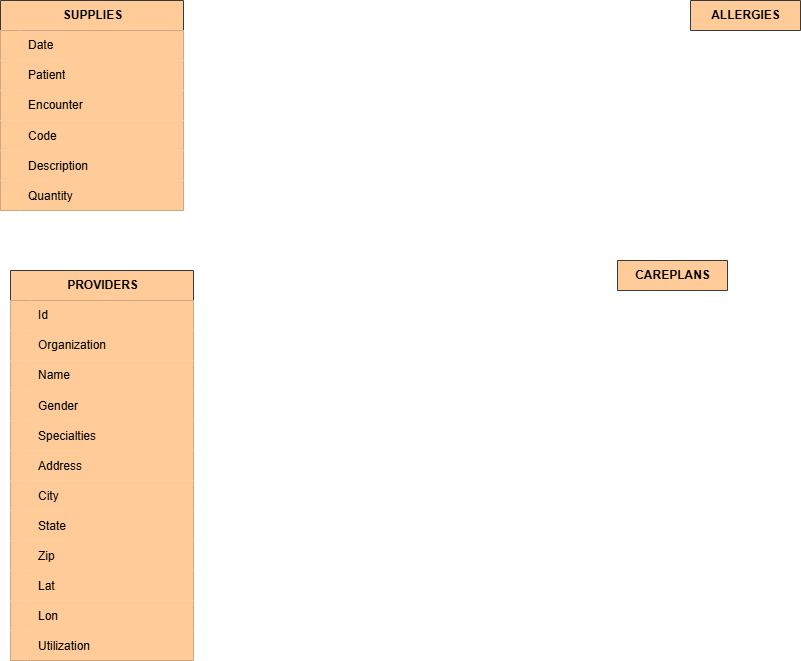 SUPPLIES
Date
Patient
Encounter
Code
Description
Quantity
ALLERGIES
PROVIDERS
Id
Organization
Name
Gender
Specialties
Address
City
State
Zip
Lat
Lon
Utilization
CAREPLANS